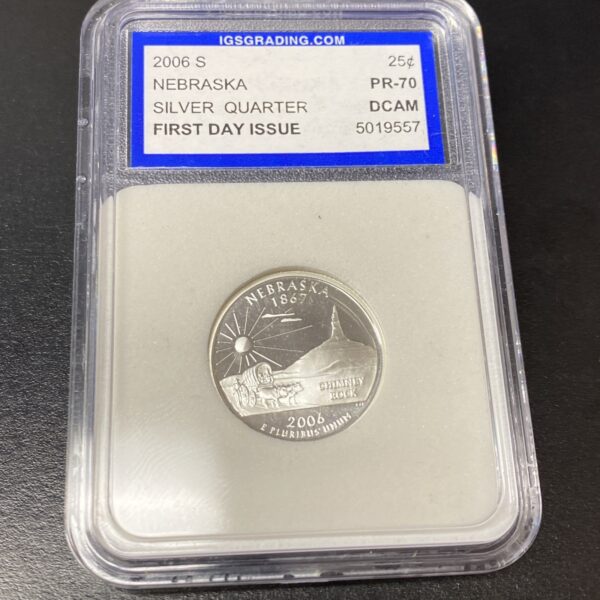 IGSGRADING.COM
2006 S 25¢
NEBRASKA PR-70
SILVER QUARTER DCAM
FIRST DAY ISSUE 5019557
NEBRASKA
1867
CHIMNEY
ROCK
2006
E PLURIBUS UNUM